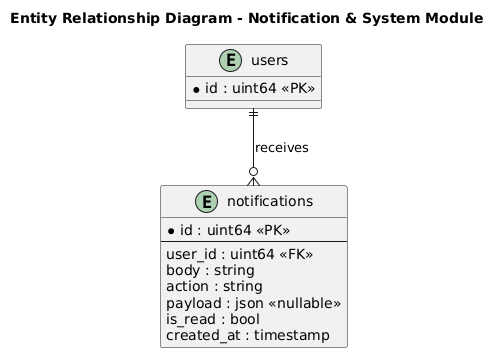 Entity Relationship Diagram - Notification & System Module
E users
* id : uint64 «PK»
receives
E notifications
* id : uint64 «PK»
user_id : uint64 «FK»
body : string
action : string
payload : json «nullable»
is_read : bool
created_at : timestamp